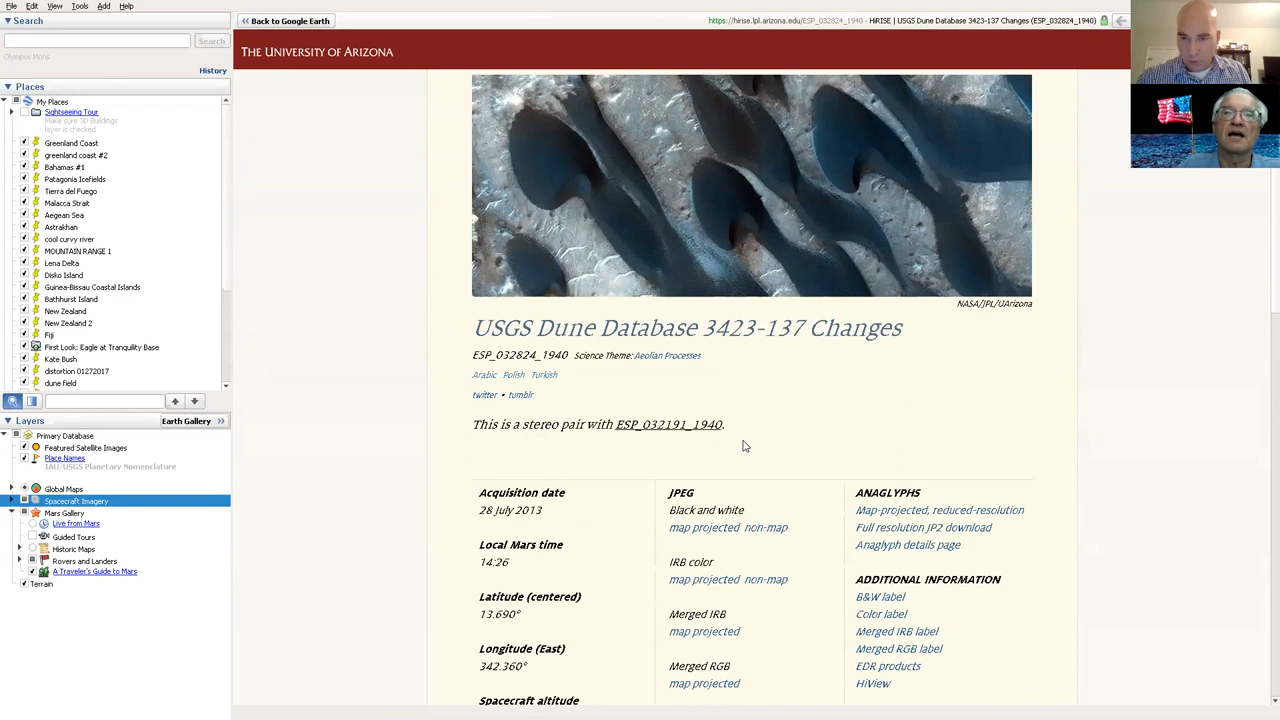 File Edit View Tools Add Help
Search
Search
Olympus Mons
History
Places
My Places
Sightseeing Tour
Make sure 3D Buildings
layer is checked
Greenland Coast
greenland coast #2
Bahamas #1
Patagonia Icefields
Tierra del Fuego
Malacca Strait
Aegean Sea
Astrakhan
cool curvy river
MOUNTAIN RANGE 1
Lena Delta
Disko Island
Guinea-Bissau Coastal Islands
Bathhurst Island
New Zealand
New Zealand 2
Fiji
First Look: Eagle at Tranquility Base
Kate Bush
distortion 01272017
dune field
Layers
Earth Gallery >>
Primary Database
Featured Satellite Images
Place Names
IAU/USGS Planetary Nomenclature
Global Maps
Spacecraft Imagery
Mars Gallery
Live from Mars
Guided Tours
Historic Maps
Rovers and Landers
A Traveler's Guide to Mars
Terrain
Back to Google Earth
https://hirise.lpl.arizona.edu/ESP_032824_1940 - HiRISE | USGS Dune Database 3423-137 Changes (ESP_032824_1940)
THE UNIVERSITY OF ARIZONA
NASA/JPL/UArizona
USGS Dune Database 3423-137 Changes
ESP_032824_1940 Science Theme: Aeolian Processes
Arabic Polish Turkish
twitter • tumblr
This is a stereo pair with ESP_032191_1940.
Acquisition date
28 July 2013
Local Mars time
14:26
Latitude (centered)
13.690°
Longitude (East)
342.360°
Spacecraft altitude
JPEG
Black and white
map projected non-map
IRB color
map projected non-map
Merged IRB
map projected
Merged RGB
map projected
ANAGLYPHS
Map-projected, reduced-resolution
Full resolution JP2 download
Anaglyph details page
ADDITIONAL INFORMATION
B&W label
Color label
Merged IRB label
Merged RGB label
EDR products
HiView